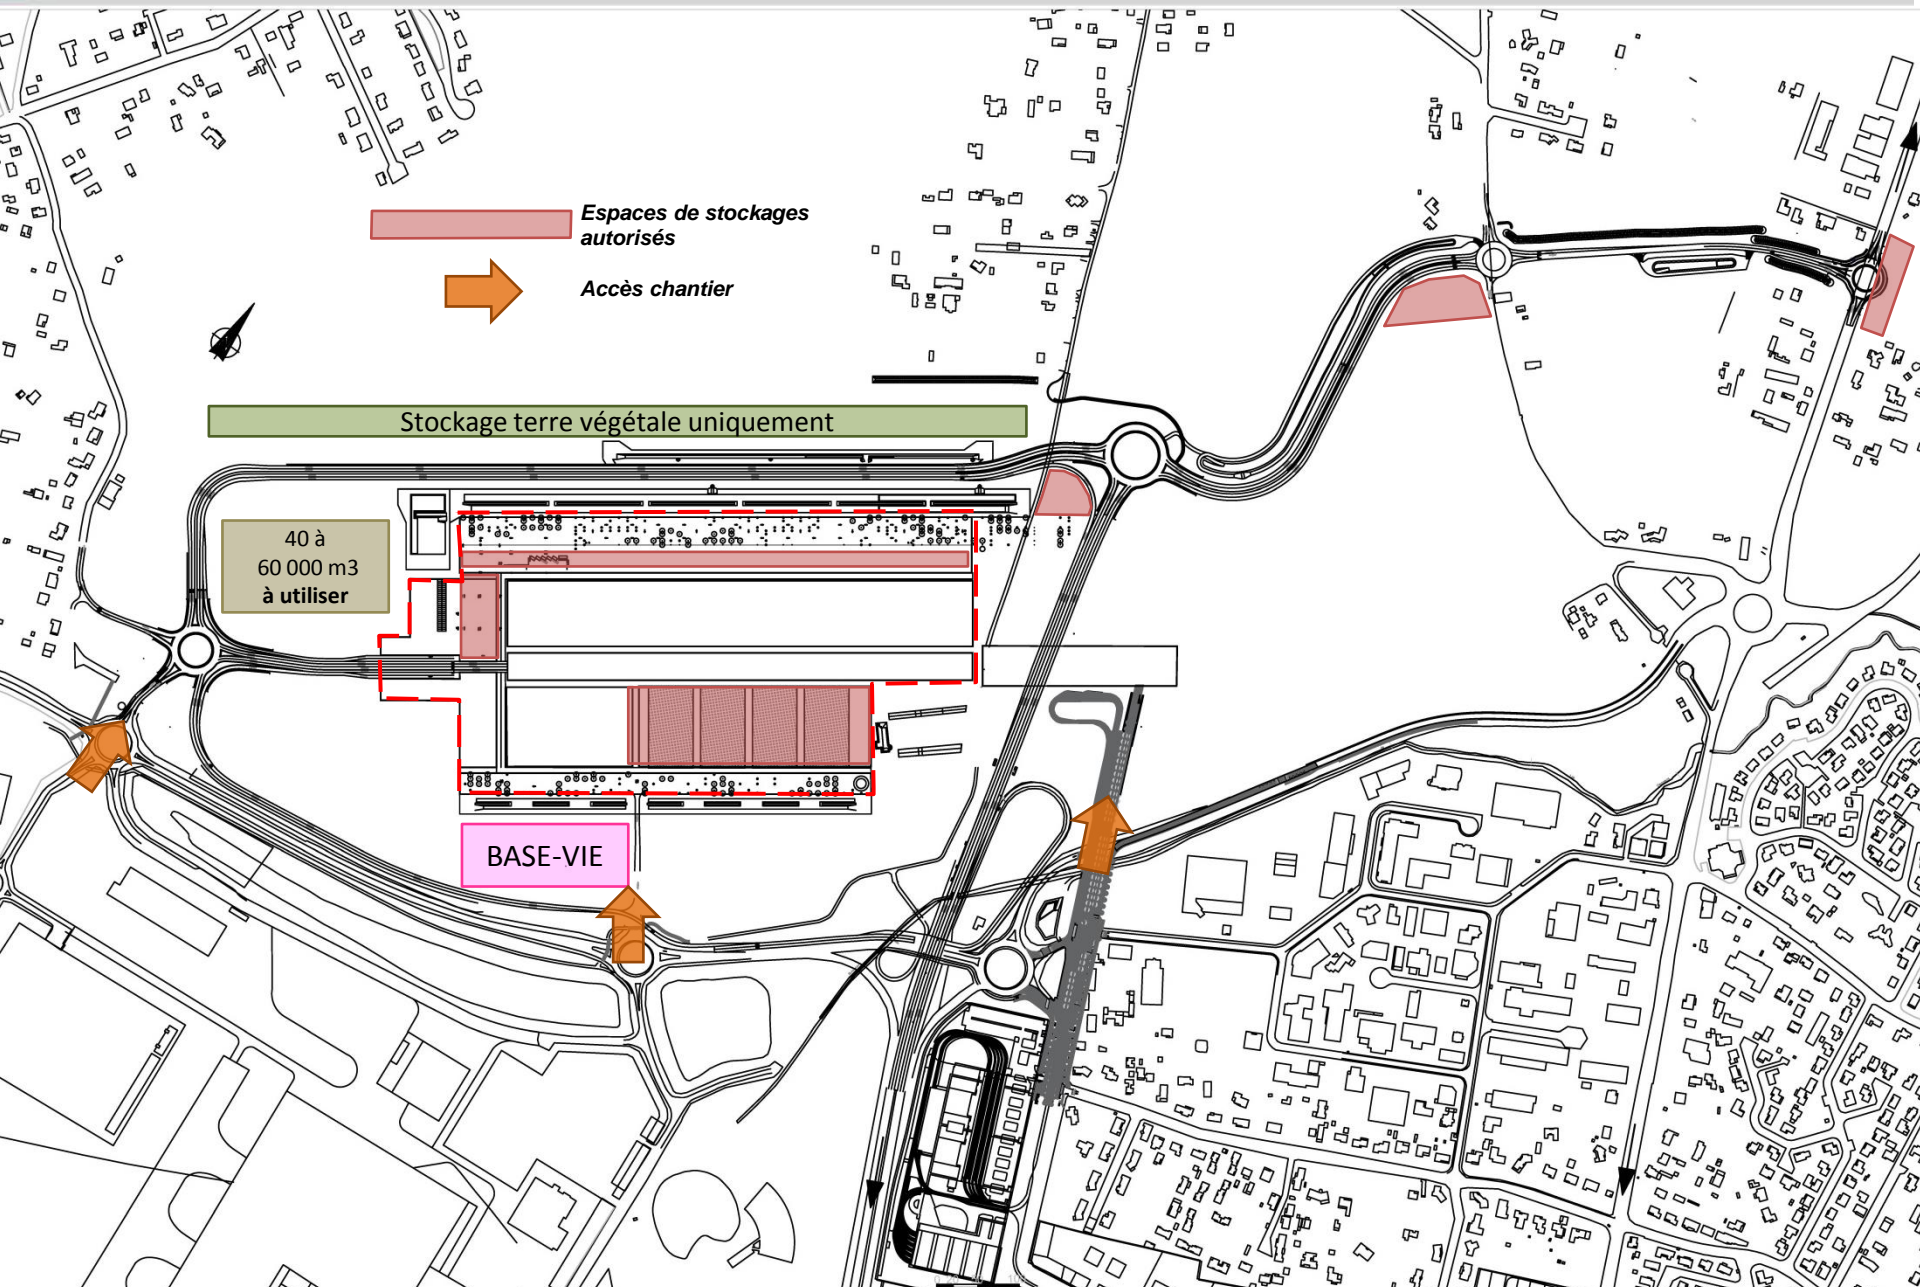 Espaces de stockages
autorisés
Accès chantier
Stockage terre végétale uniquement
40 à
60 000 m3
à utiliser
BASE-VIE